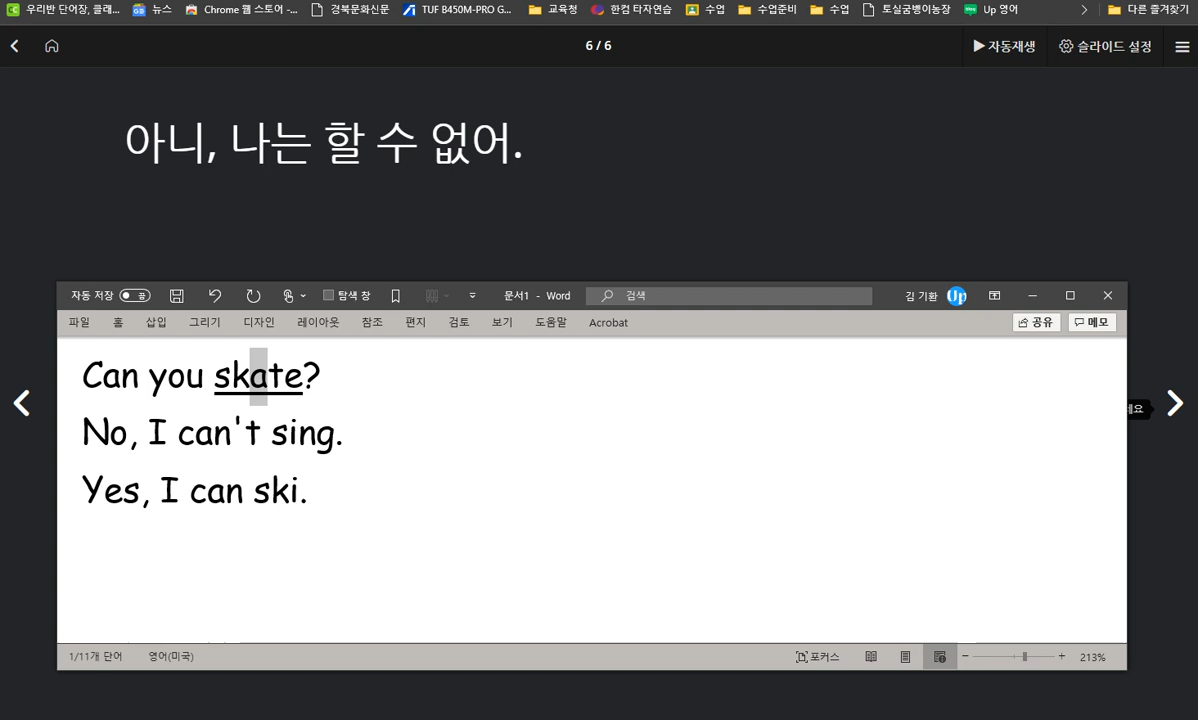 우리반 단어장, 클래... 뉴스 Chrome 웹 스토어 -... 경북문화신문 TUF B450M-PRO G... 교육청 한컴 타자연습 수업 수업준비 수업 토실굼벵이농장 Up 영어 다른 즐겨찾기
6 / 6 자동재생 슬라이드 설정
아니, 나는 할 수 없어.
자동 저장 끔 탐색 창 문서1 - Word 검색 김 기환 Up
파일 홈 삽입 그리기 디자인 레이아웃 참조 편지 검토 보기 도움말 Acrobat 공유 메모
Can you skate?
No, I can't sing.
Yes, I can ski.
1/11개 단어 영어(미국) 포커스 213%